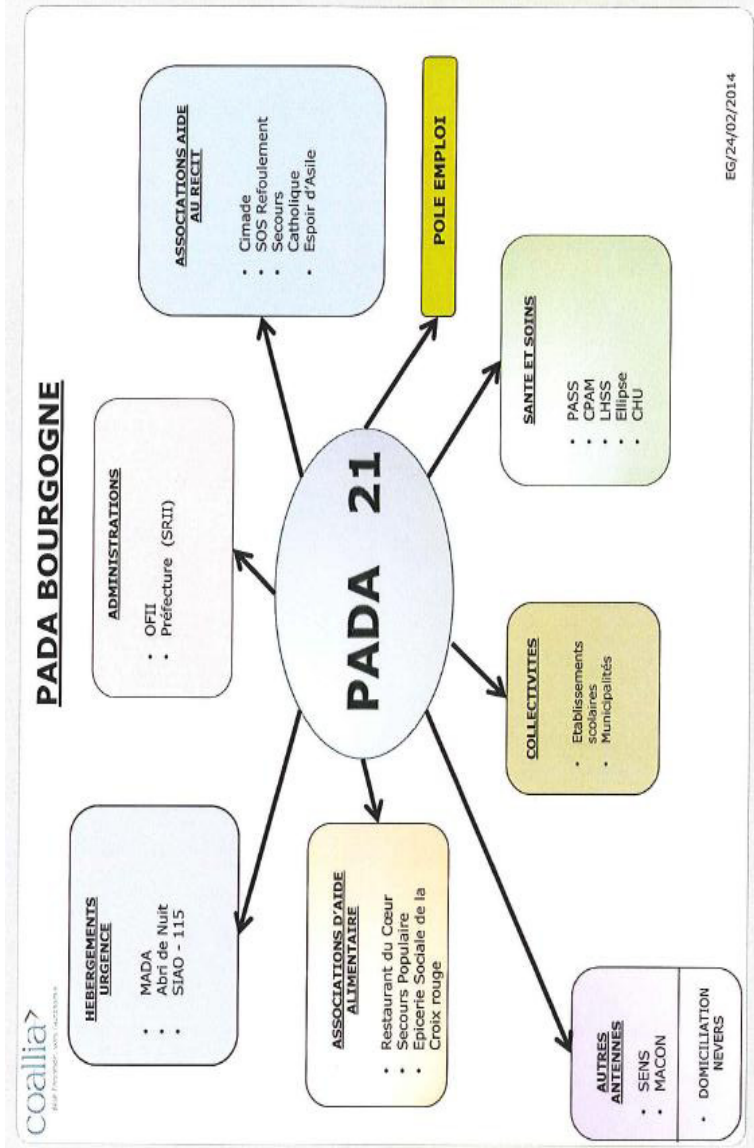 coallia>
PADA BOURGOGNE
HEBERGEMENTS
URGENCE
• MADA
• Abri de Nuit
• SIAO - 115
ADMINISTRATIONS
• OFII
• Préfecture (SRII)
ASSOCIATIONS AIDE
AU RECIT
• Cimade
• SOS Refoulement
• Secours
Catholique
• Espoir d'Asile
ASSOCIATIONS D'AIDE
ALIMENTAIRE
• Restaurant du Cœur
• Secours Populaire
• Epicerie Sociale de la
Croix rouge
PADA 21
POLE EMPLOI
AUTRES
ANTENNES
• SENS
• MACON
• DOMICILIATION
NEVERS
COLLECTIVITES
• Etablissements
scolaires
• Municipalités
SANTE ET SOINS
• PASS
• CPAM
• LHSS
• Ellipse
• CHU
EG/24/02/2014